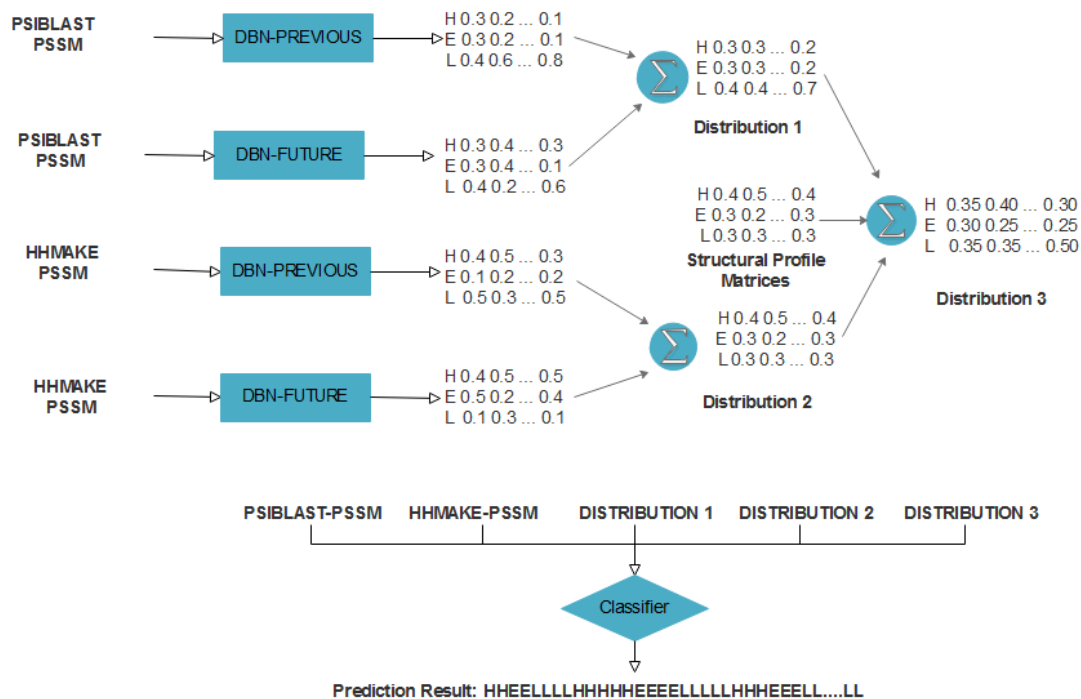 PSIBLAST
PSSM
DBN-PREVIOUS
H 0.3 0.2 ... 0.1
E 0.3 0.2 ... 0.1
L 0.4 0.6 ... 0.8
PSIBLAST
PSSM
DBN-FUTURE
H 0.3 0.4 ... 0.3
E 0.3 0.4 ... 0.1
L 0.4 0.2 ... 0.6
Σ
H 0.3 0.3 ... 0.2
E 0.3 0.3 ... 0.2
L 0.4 0.4 ... 0.7
Distribution 1
HHMAKE
PSSM
DBN-PREVIOUS
H 0.4 0.5 ... 0.3
E 0.1 0.2 ... 0.2
L 0.5 0.3 ... 0.5
HHMAKE
PSSM
DBN-FUTURE
H 0.4 0.5 ... 0.5
E 0.5 0.2 ... 0.4
L 0.1 0.3 ... 0.1
Σ
H 0.4 0.5 ... 0.4
E 0.3 0.2 ... 0.3
L 0.3 0.3 ... 0.3
Distribution 2
H 0.4 0.5 ... 0.4
E 0.3 0.2 ... 0.3
L 0.3 0.3 ... 0.3
Structural Profile
Matrices
Σ
H 0.35 0.40 ... 0.30
E 0.30 0.25 ... 0.25
L 0.35 0.35 ... 0.50
Distribution 3
PSIBLAST-PSSM HHMAKE-PSSM DISTRIBUTION 1 DISTRIBUTION 2 DISTRIBUTION 3
Classifier
Prediction Result: HHEELLLLHHHHHEEEELLLLLHHHEEELL....LL